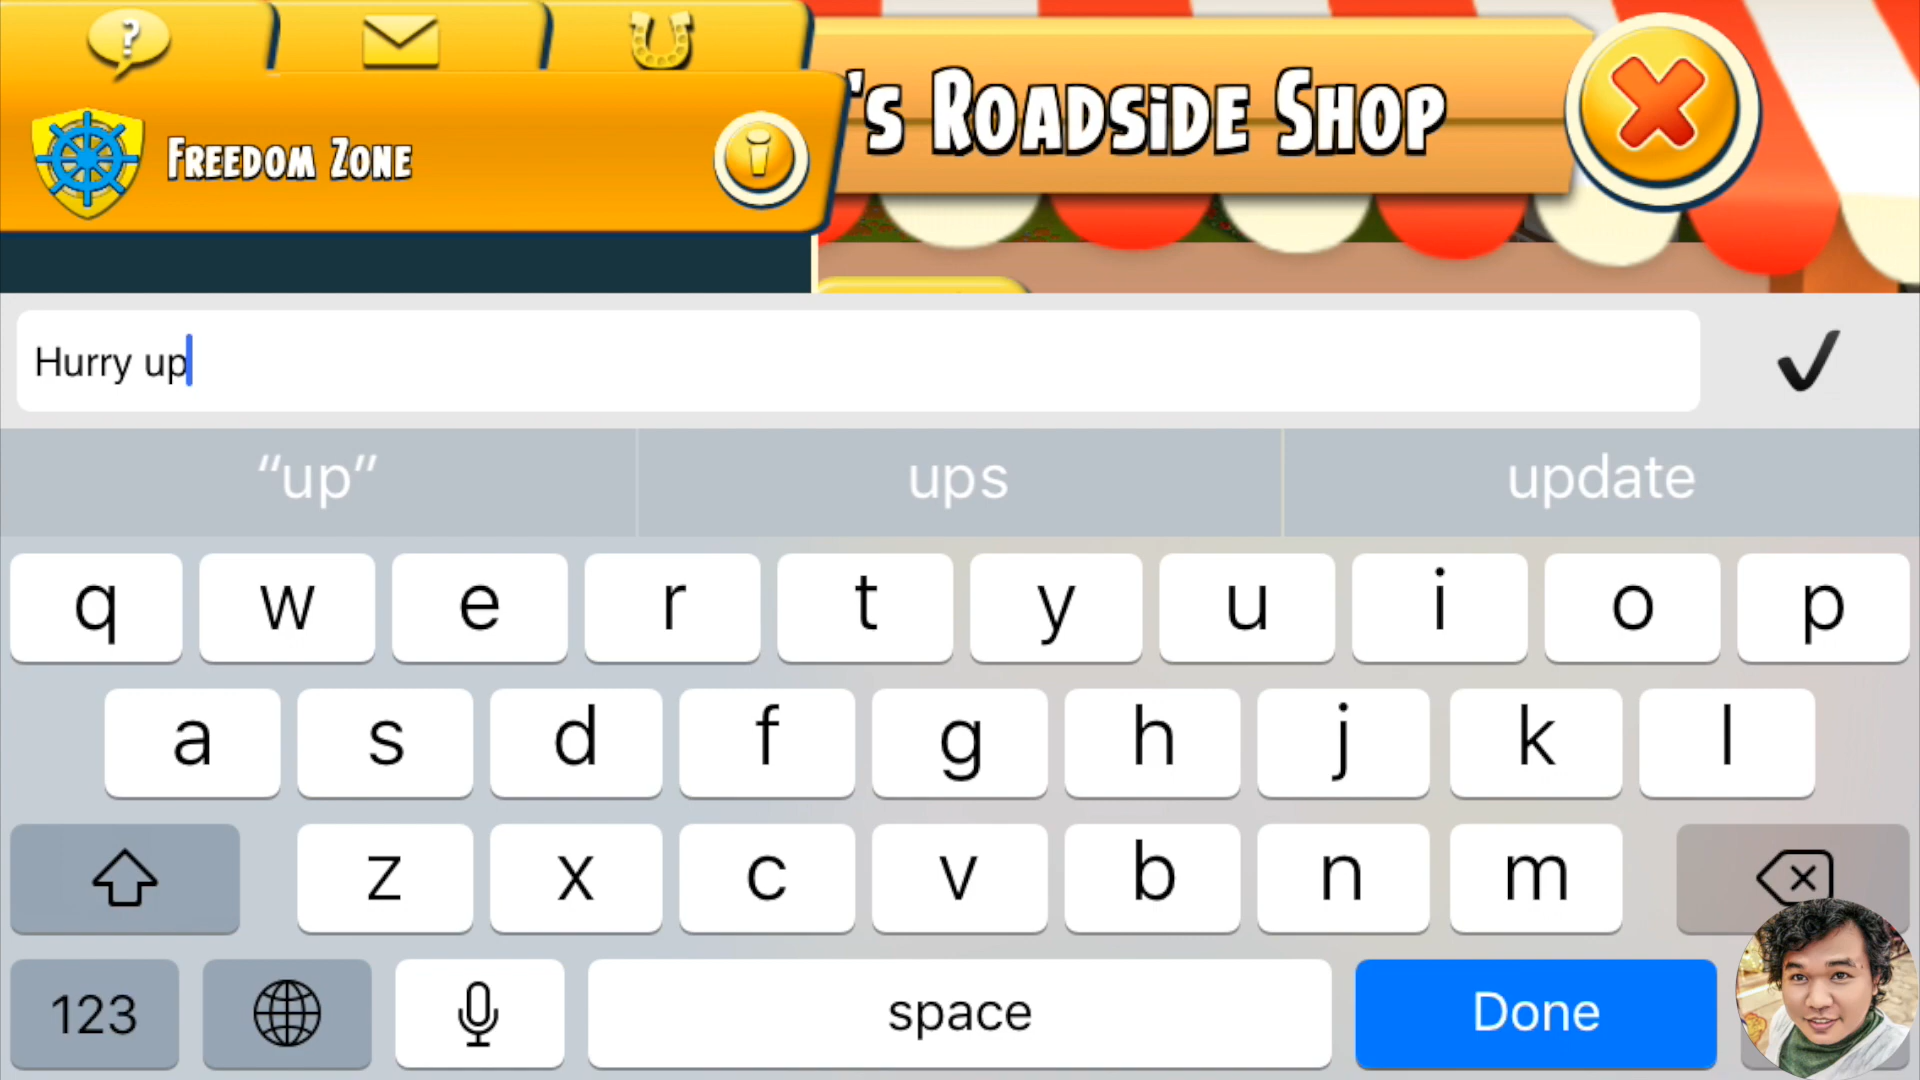 ?
's Roadside Shop
Freedom Zone
i
Hurry up
“up” ups update
q w e r t y u i o p
a s d f g h j k l
z x c v b n m
123 space Done